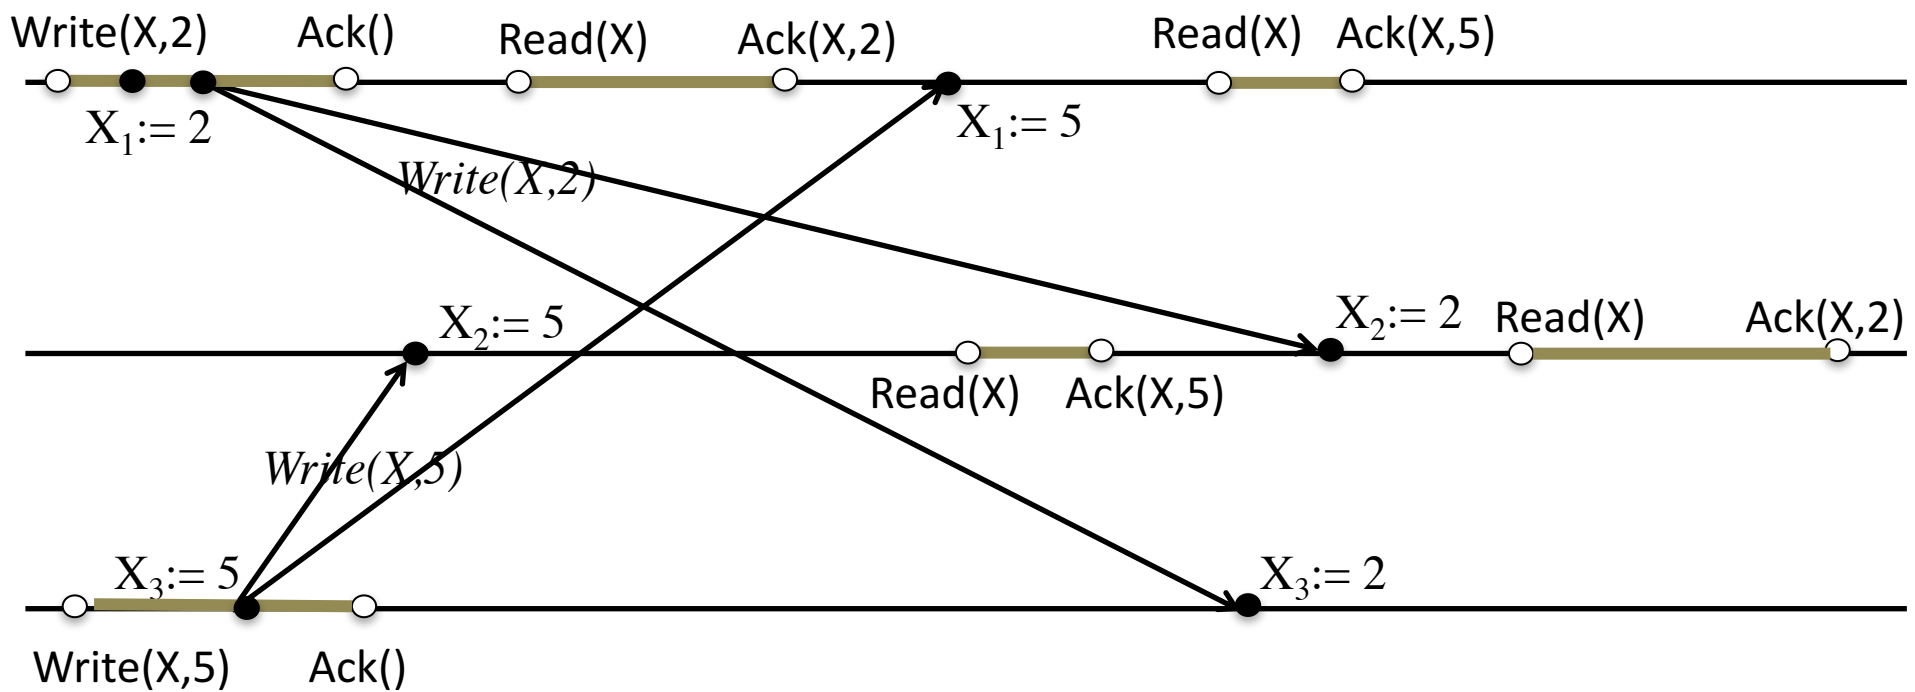 Write(X,2) Ack() Read(X) Ack(X,2) Read(X) Ack(X,5)
X₁:= 2 X₁:= 5
Write(X,2)
X₂:= 5 X₂:= 2 Read(X) Ack(X,2)
Read(X) Ack(X,5)
Write(X,5)
X₃:= 5 X₃:= 2
Write(X,5) Ack()